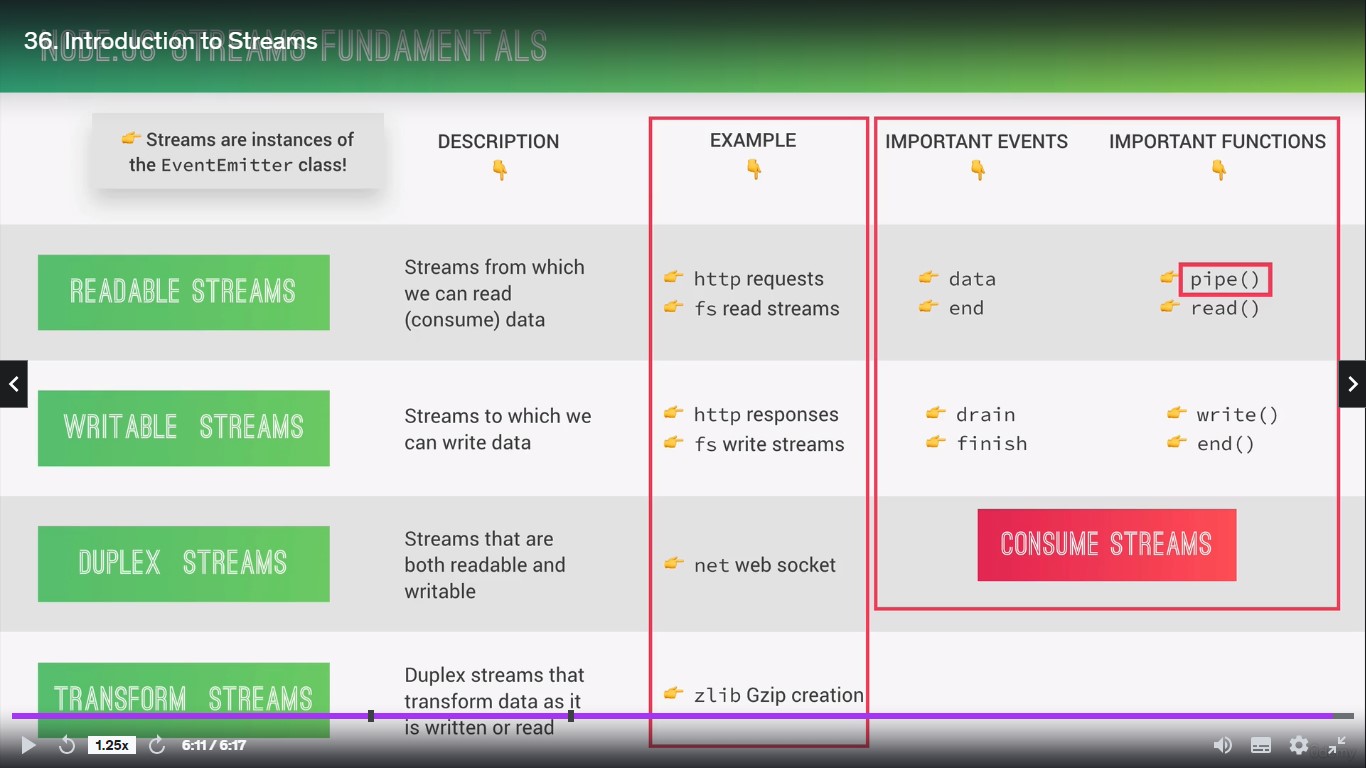 36. Introduction to Streams
NODE.JS STREAMS FUNDAMENTALS
Streams are instances of
the EventEmitter class!
DESCRIPTION
EXAMPLE
IMPORTANT EVENTS
IMPORTANT FUNCTIONS
READABLE STREAMS
Streams from which
we can read
(consume) data
http requests
fs read streams
data
end
pipe()
read()
WRITABLE STREAMS
Streams to which we
can write data
http responses
fs write streams
drain
finish
write()
end()
DUPLEX STREAMS
Streams that are
both readable and
writable
net web socket
CONSUME STREAMS
TRANSFORM STREAMS
Duplex streams that
transform data as it
is written or read
zlib Gzip creation
1.25x
6:11 / 6:17